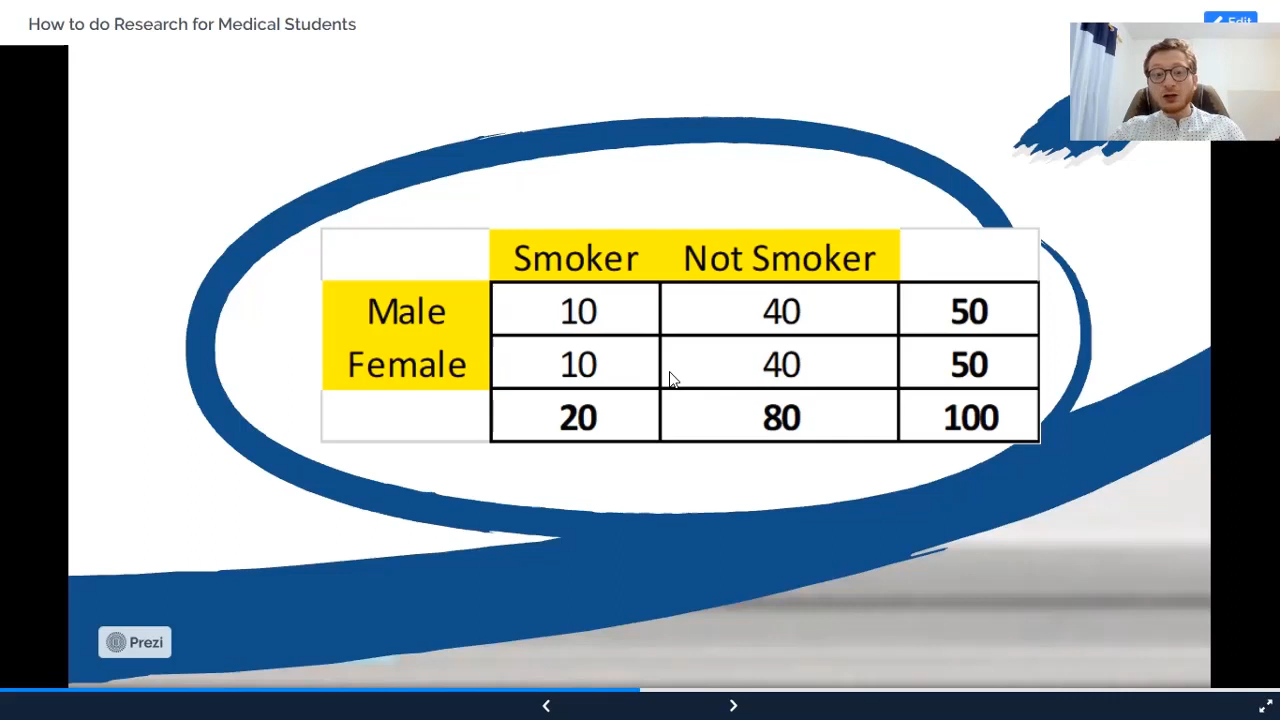 How to do Research for Medical Students
Edit
Smoker Not Smoker
Male 10 40 50
Female 10 40 50
20 80 100
Prezi